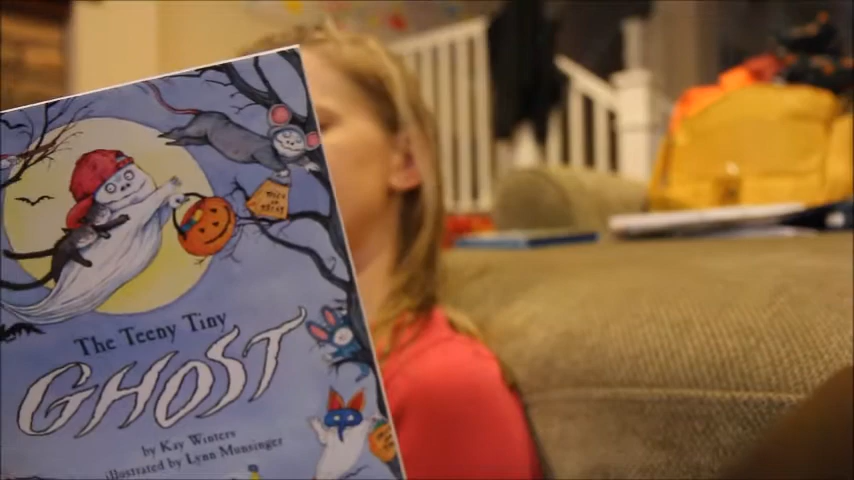 The Teeny Tiny
GHOST
by Kay Winters
illustrated by Lynn Munsinger